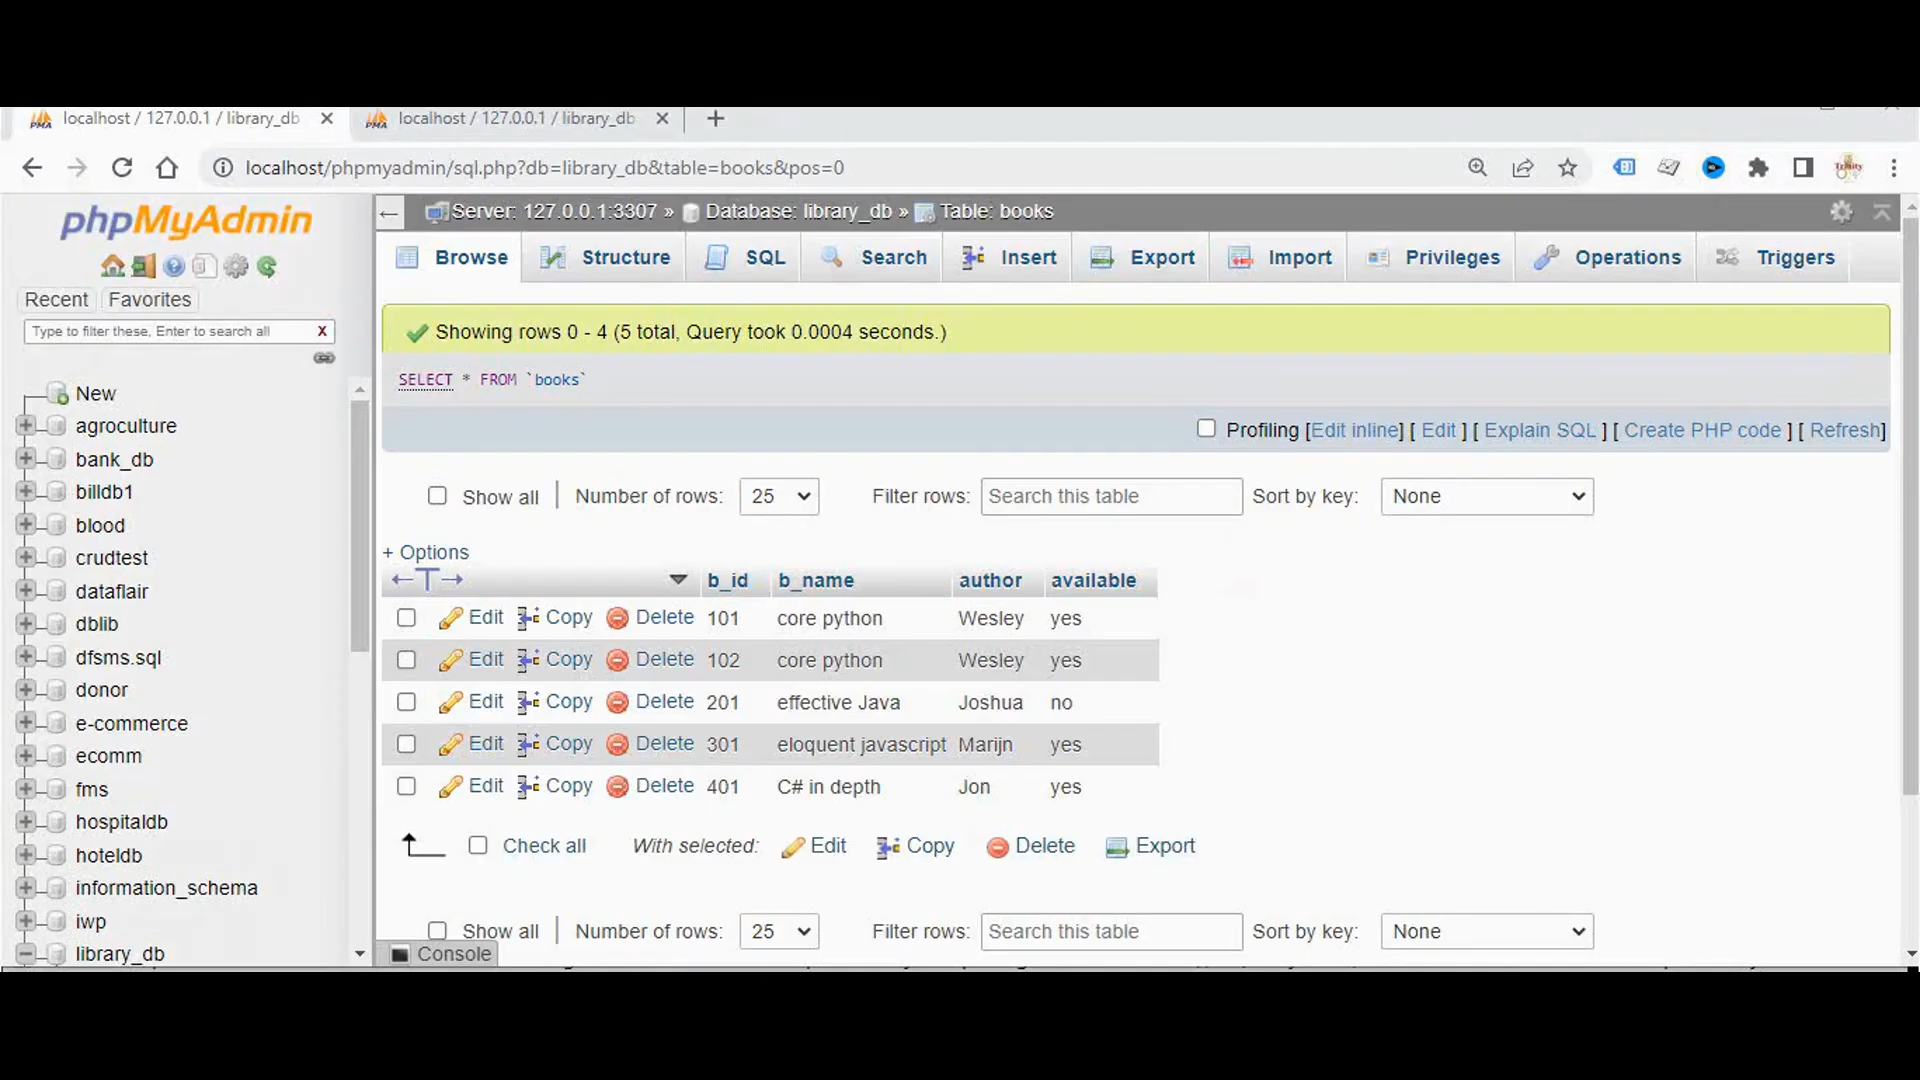 localhost / 127.0.0.1 / library_db
localhost / 127.0.0.1 / library_db
localhost/phpmyadmin/sql.php?db=library_db&table=books&pos=0
phpMyAdmin
Recent Favorites
Type to filter these, Enter to search all X
New
agroculture
bank_db
billdb1
blood
crudtest
dataflair
dblib
dfsms.sql
donor
e-commerce
ecomm
fms
hospitaldb
hoteldb
information_schema
iwp
library_db
Server: 127.0.0.1:3307 » Database: library_db » Table: books
Browse Structure SQL Search Insert Export Import Privileges Operations Triggers
Showing rows 0 - 4 (5 total, Query took 0.0004 seconds.)
SELECT * FROM `books`
Profiling [Edit inline] [ Edit ] [ Explain SQL ] [ Create PHP code ] [ Refresh]
Show all | Number of rows: 25 Filter rows: Search this table Sort by key: None
+ Options
←T→ b_id b_name author available
Edit Copy Delete 101 core python Wesley yes
Edit Copy Delete 102 core python Wesley yes
Edit Copy Delete 201 effective Java Joshua no
Edit Copy Delete 301 eloquent javascript Marijn yes
Edit Copy Delete 401 C# in depth Jon yes
Check all With selected: Edit Copy Delete Export
Show all | Number of rows: 25 Filter rows: Search this table Sort by key: None
Console